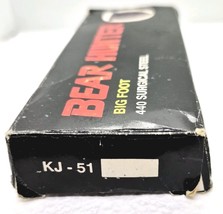 BEAR HUNTER
BIG FOOT
440 SURGICAL STEEL
KJ - 51